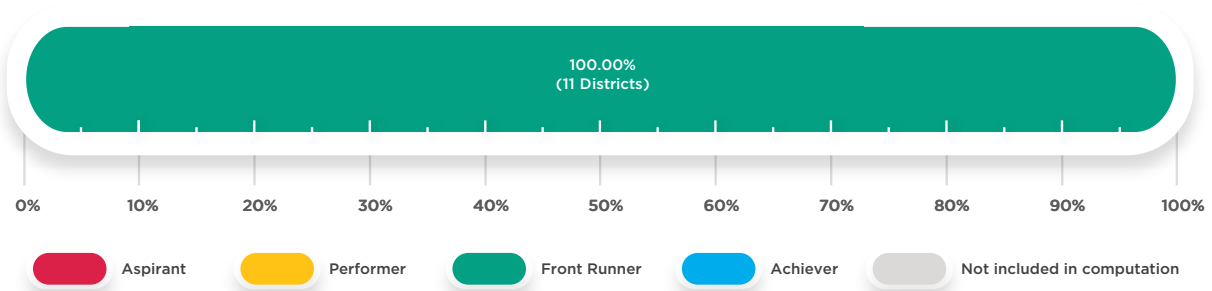 100.00%
(11 Districts)
0% 10% 20% 30% 40% 50% 60% 70% 80% 90% 100%
Aspirant Performer Front Runner Achiever Not included in computation